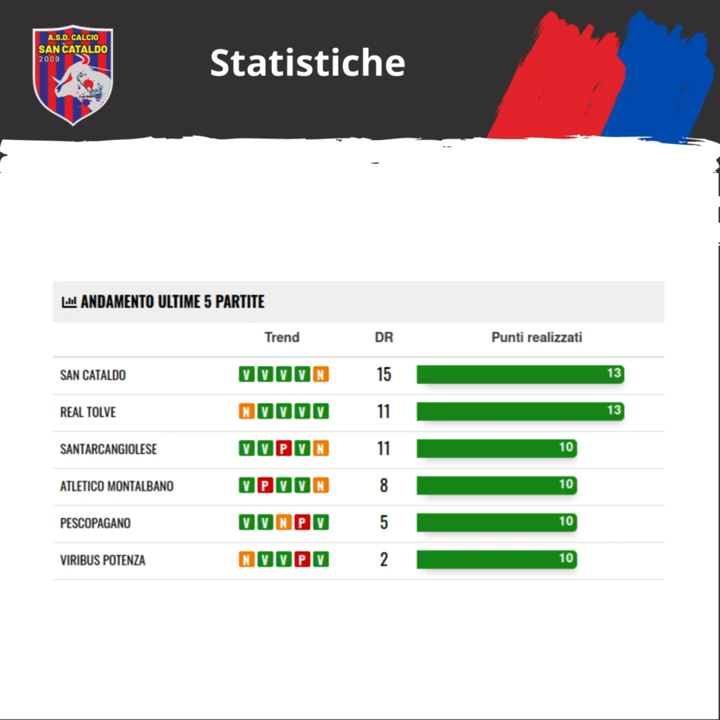 A.S.D. CALCIO
SAN CATALDO
2009
Statistiche
ANDAMENTO ULTIME 5 PARTITE
Trend DR Punti realizzati
SAN CATALDO V V V V N 15 13
REAL TOLVE N V V V V 11 13
SANTARCANGIOLESE V V P V N 11 10
ATLETICO MONTALBANO V P V V N 8 10
PESCOPAGANO V V N P V 5 10
VIRIBUS POTENZA N V V P V 2 10